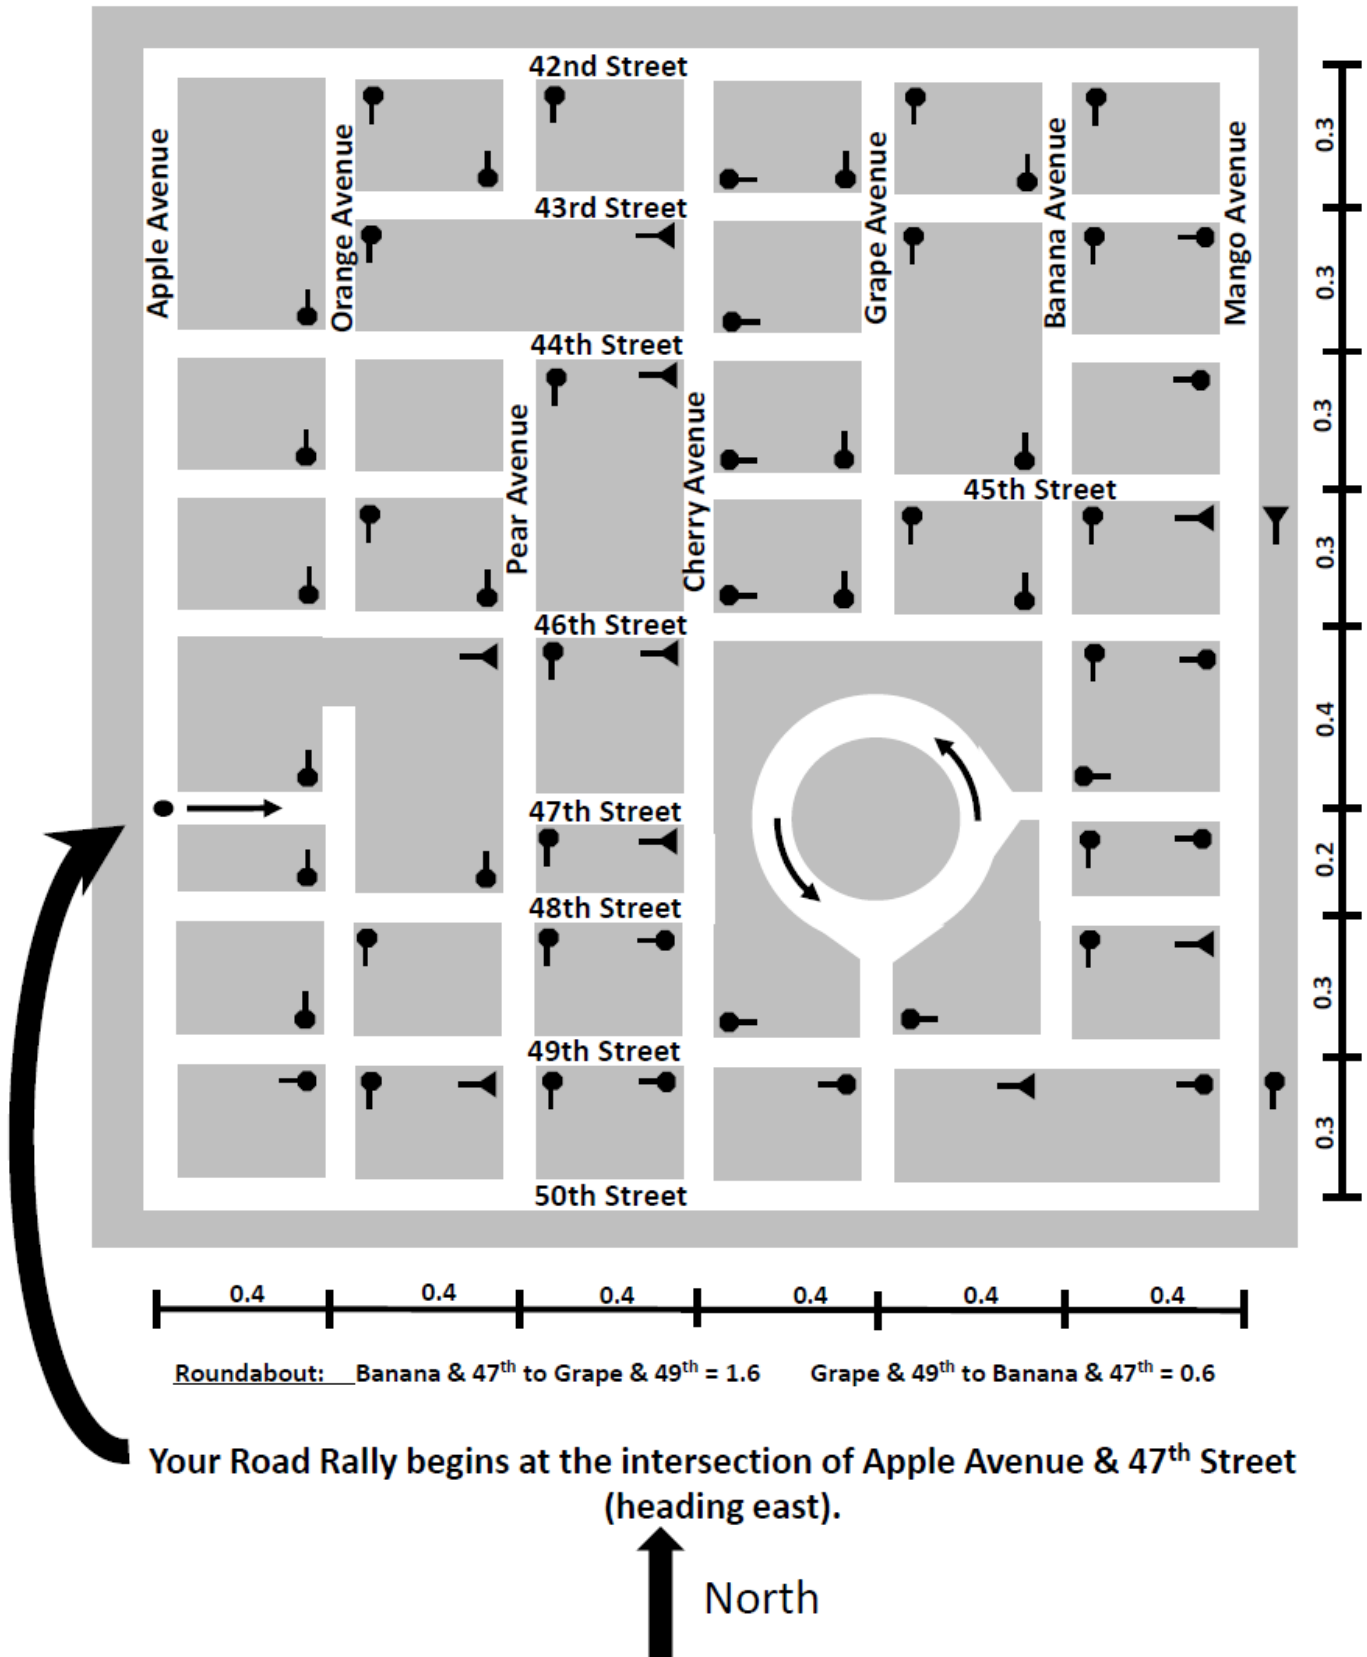 42nd Street
Apple Avenue
Orange Avenue
Grape Avenue
Banana Avenue
Mango Avenue
0.3
43rd Street
0.3
44th Street
Pear Avenue
Cherry Avenue
0.3
45th Street
0.3
46th Street
0.4
47th Street
0.2
48th Street
0.3
49th Street
0.3
50th Street
0.4 0.4 0.4 0.4 0.4 0.4
Roundabout: Banana & 47th to Grape & 49th = 1.6 Grape & 49th to Banana & 47th = 0.6
Your Road Rally begins at the intersection of Apple Avenue & 47th Street
(heading east).
North